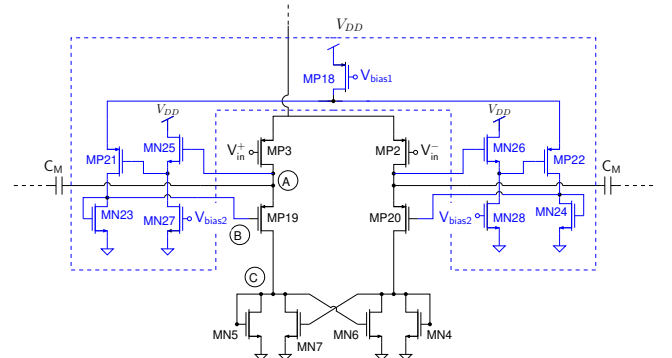 V_DD
MP18 V_bias1
V_DD MN25 MN26 V_DD
MP21 V_in^+ MP3 MP2 V_in^- MP22
C_M C_M
A
MN23 MN27 V_bias2 MP19 MP20 V_bias2 MN28 MN24
B
C
MN5 MN7 MN6 MN4